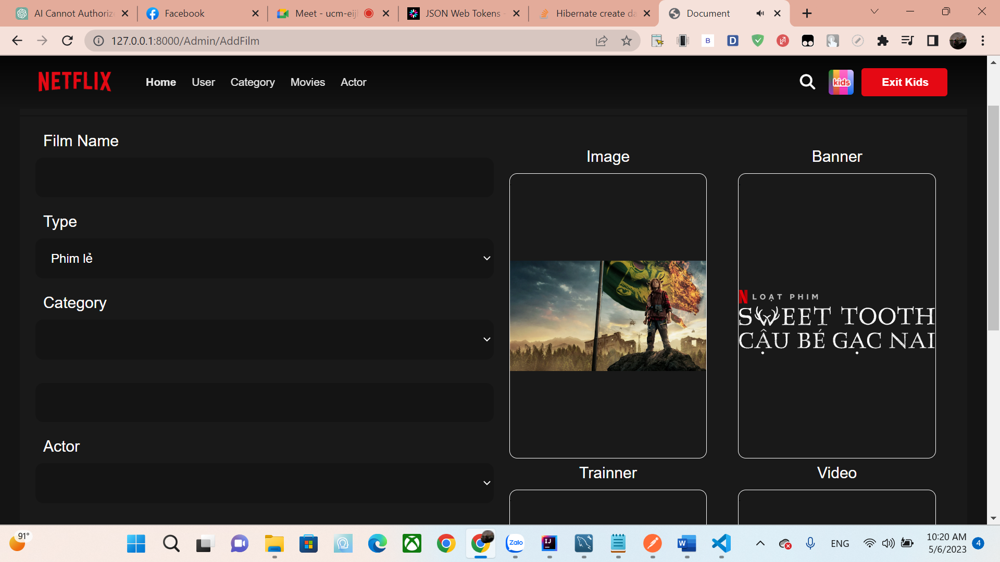 AI Cannot Authoriz
Facebook
Meet - ucm-eijl
JSON Web Tokens -
Hibernate create da
Document
127.0.0.1:8000/Admin/AddFilm
NETFLIX
Home
User
Category
Movies
Actor
kids
Exit Kids
Film Name
Type
Phim lẻ
Category
Actor
Image
Banner
N LOẠT PHIM
SWEET TOOTH
CẬU BÉ GẠC NAI
Trainner
Video
91°
Zalo
ENG
10:20 AM
5/6/2023
4